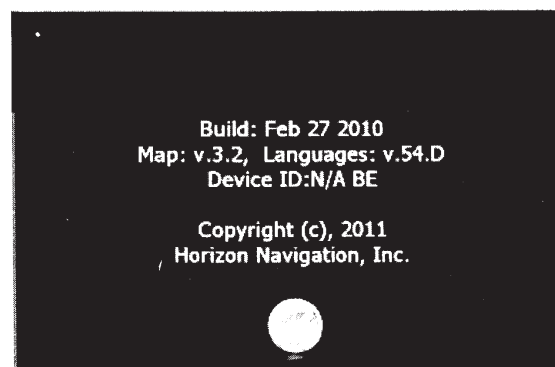 Build: Feb 27 2010
Map: v.3.2, Languages: v.54.D
Device ID:N/A BE
Copyright (c), 2011
Horizon Navigation, Inc.